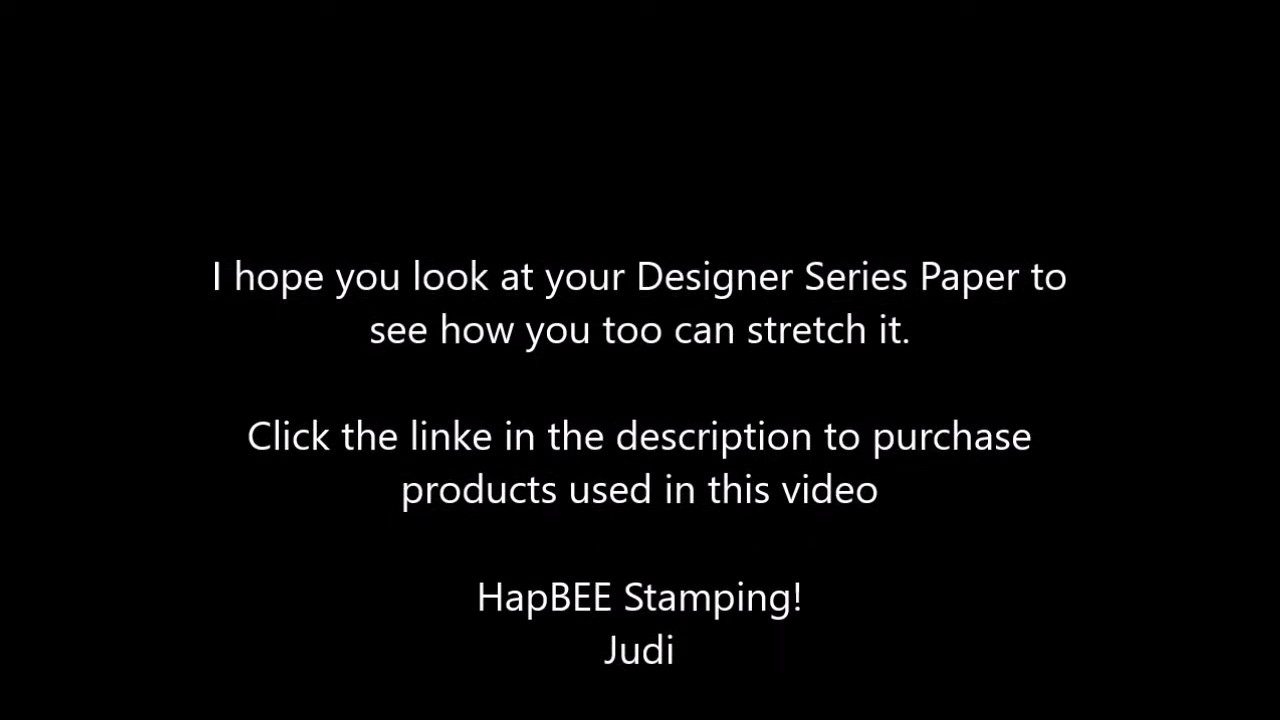 I hope you look at your Designer Series Paper to
see how you too can stretch it.
Click the linke in the description to purchase
products used in this video
HapBEE Stamping!
Judi